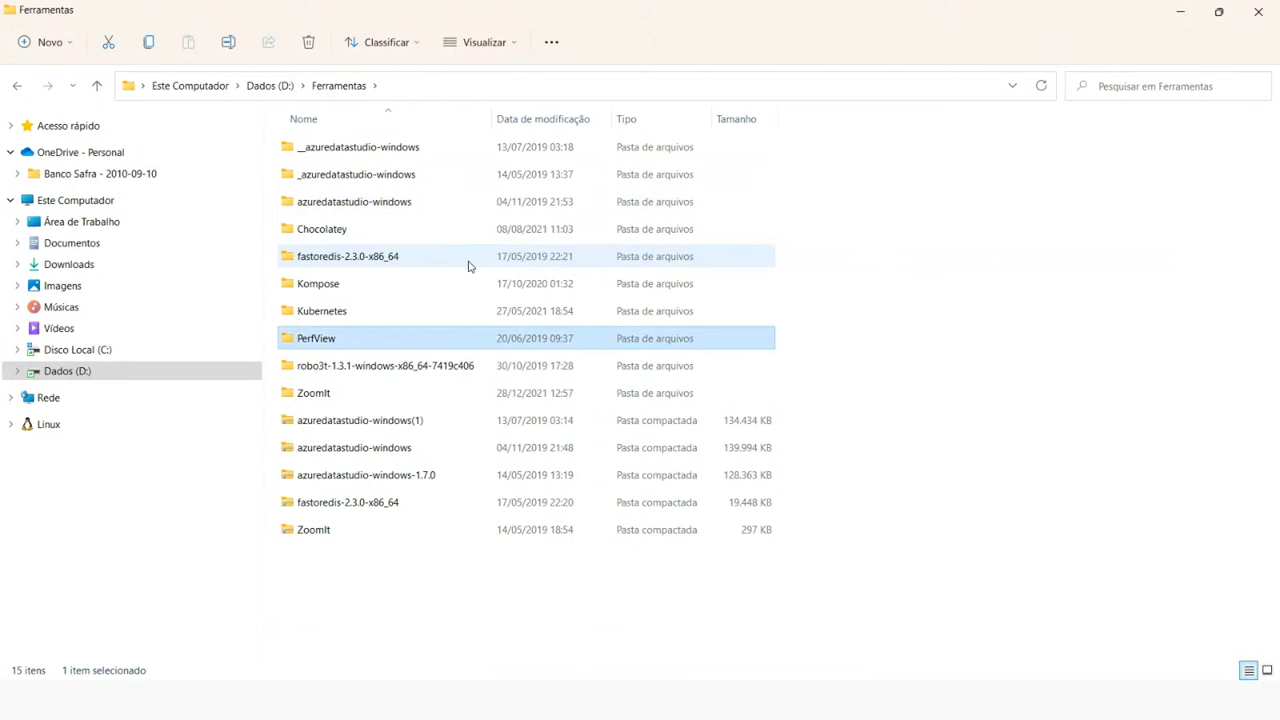 Ferramentas
Novo
Classificar
Visualizar
Este Computador > Dados (D:) > Ferramentas >
Pesquisar em Ferramentas
Acesso rápido
OneDrive - Personal
Banco Safra - 2010-09-10
Este Computador
Área de Trabalho
Documentos
Downloads
Imagens
Músicas
Vídeos
Disco Local (C:)
Dados (D:)
Rede
Linux
Nome Data de modificação Tipo Tamanho
__azuredatastudio-windows 13/07/2019 03:18 Pasta de arquivos
_azuredatastudio-windows 14/05/2019 13:37 Pasta de arquivos
azuredatastudio-windows 04/11/2019 21:53 Pasta de arquivos
Chocolatey 08/08/2021 11:03 Pasta de arquivos
fastoredis-2.3.0-x86_64 17/05/2019 22:21 Pasta de arquivos
Kompose 17/10/2020 01:32 Pasta de arquivos
Kubernetes 27/05/2021 18:54 Pasta de arquivos
PerfView 20/06/2019 09:37 Pasta de arquivos
robo3t-1.3.1-windows-x86_64-7419c406 30/10/2019 17:28 Pasta de arquivos
ZoomIt 28/12/2021 12:57 Pasta de arquivos
azuredatastudio-windows(1) 13/07/2019 03:14 Pasta compactada 134.434 KB
azuredatastudio-windows 04/11/2019 21:48 Pasta compactada 139.994 KB
azuredatastudio-windows-1.7.0 14/05/2019 13:19 Pasta compactada 128.363 KB
fastoredis-2.3.0-x86_64 17/05/2019 22:20 Pasta compactada 19.448 KB
ZoomIt 14/05/2019 18:54 Pasta compactada 297 KB
15 itens 1 item selecionado